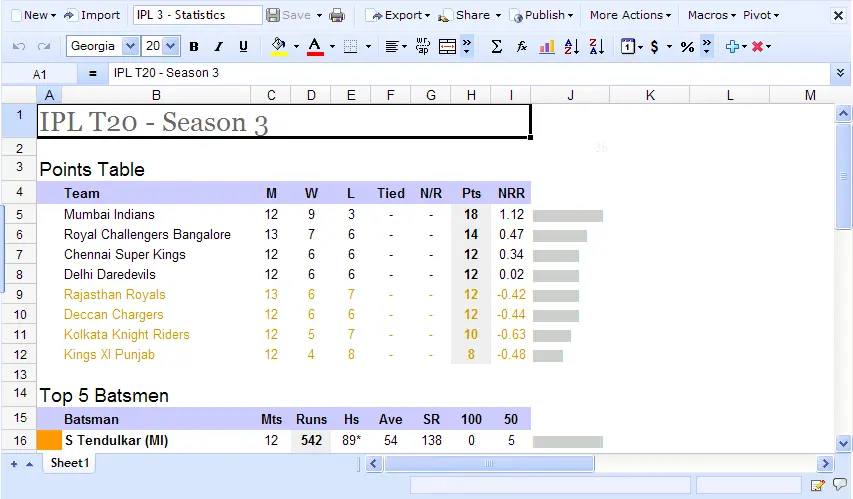 New Import IPL 3 - Statistics Save Export Share Publish More Actions Macros Pivot
Georgia 20 B I U Σ fx $ %
A1 = IPL T20 - Season 3
A B C D E F G H I J K L M
1 IPL T20 - Season 3
2 36
3 Points Table
4 Team M W L Tied N/R Pts NRR
5 Mumbai Indians 12 9 3 - - 18 1.12
6 Royal Challengers Bangalore 13 7 6 - - 14 0.47
7 Chennai Super Kings 12 6 6 - - 12 0.34
8 Delhi Daredevils 12 6 6 - - 12 0.02
9 Rajasthan Royals 13 6 7 - - 12 -0.42
10 Deccan Chargers 12 6 6 - - 12 -0.44
11 Kolkata Knight Riders 12 5 7 - - 10 -0.63
12 Kings XI Punjab 12 4 8 - - 8 -0.48
13
14 Top 5 Batsmen
15 Batsman Mts Runs Hs Ave SR 100 50
16 S Tendulkar (MI) 12 542 89* 54 138 0 5
Sheet1